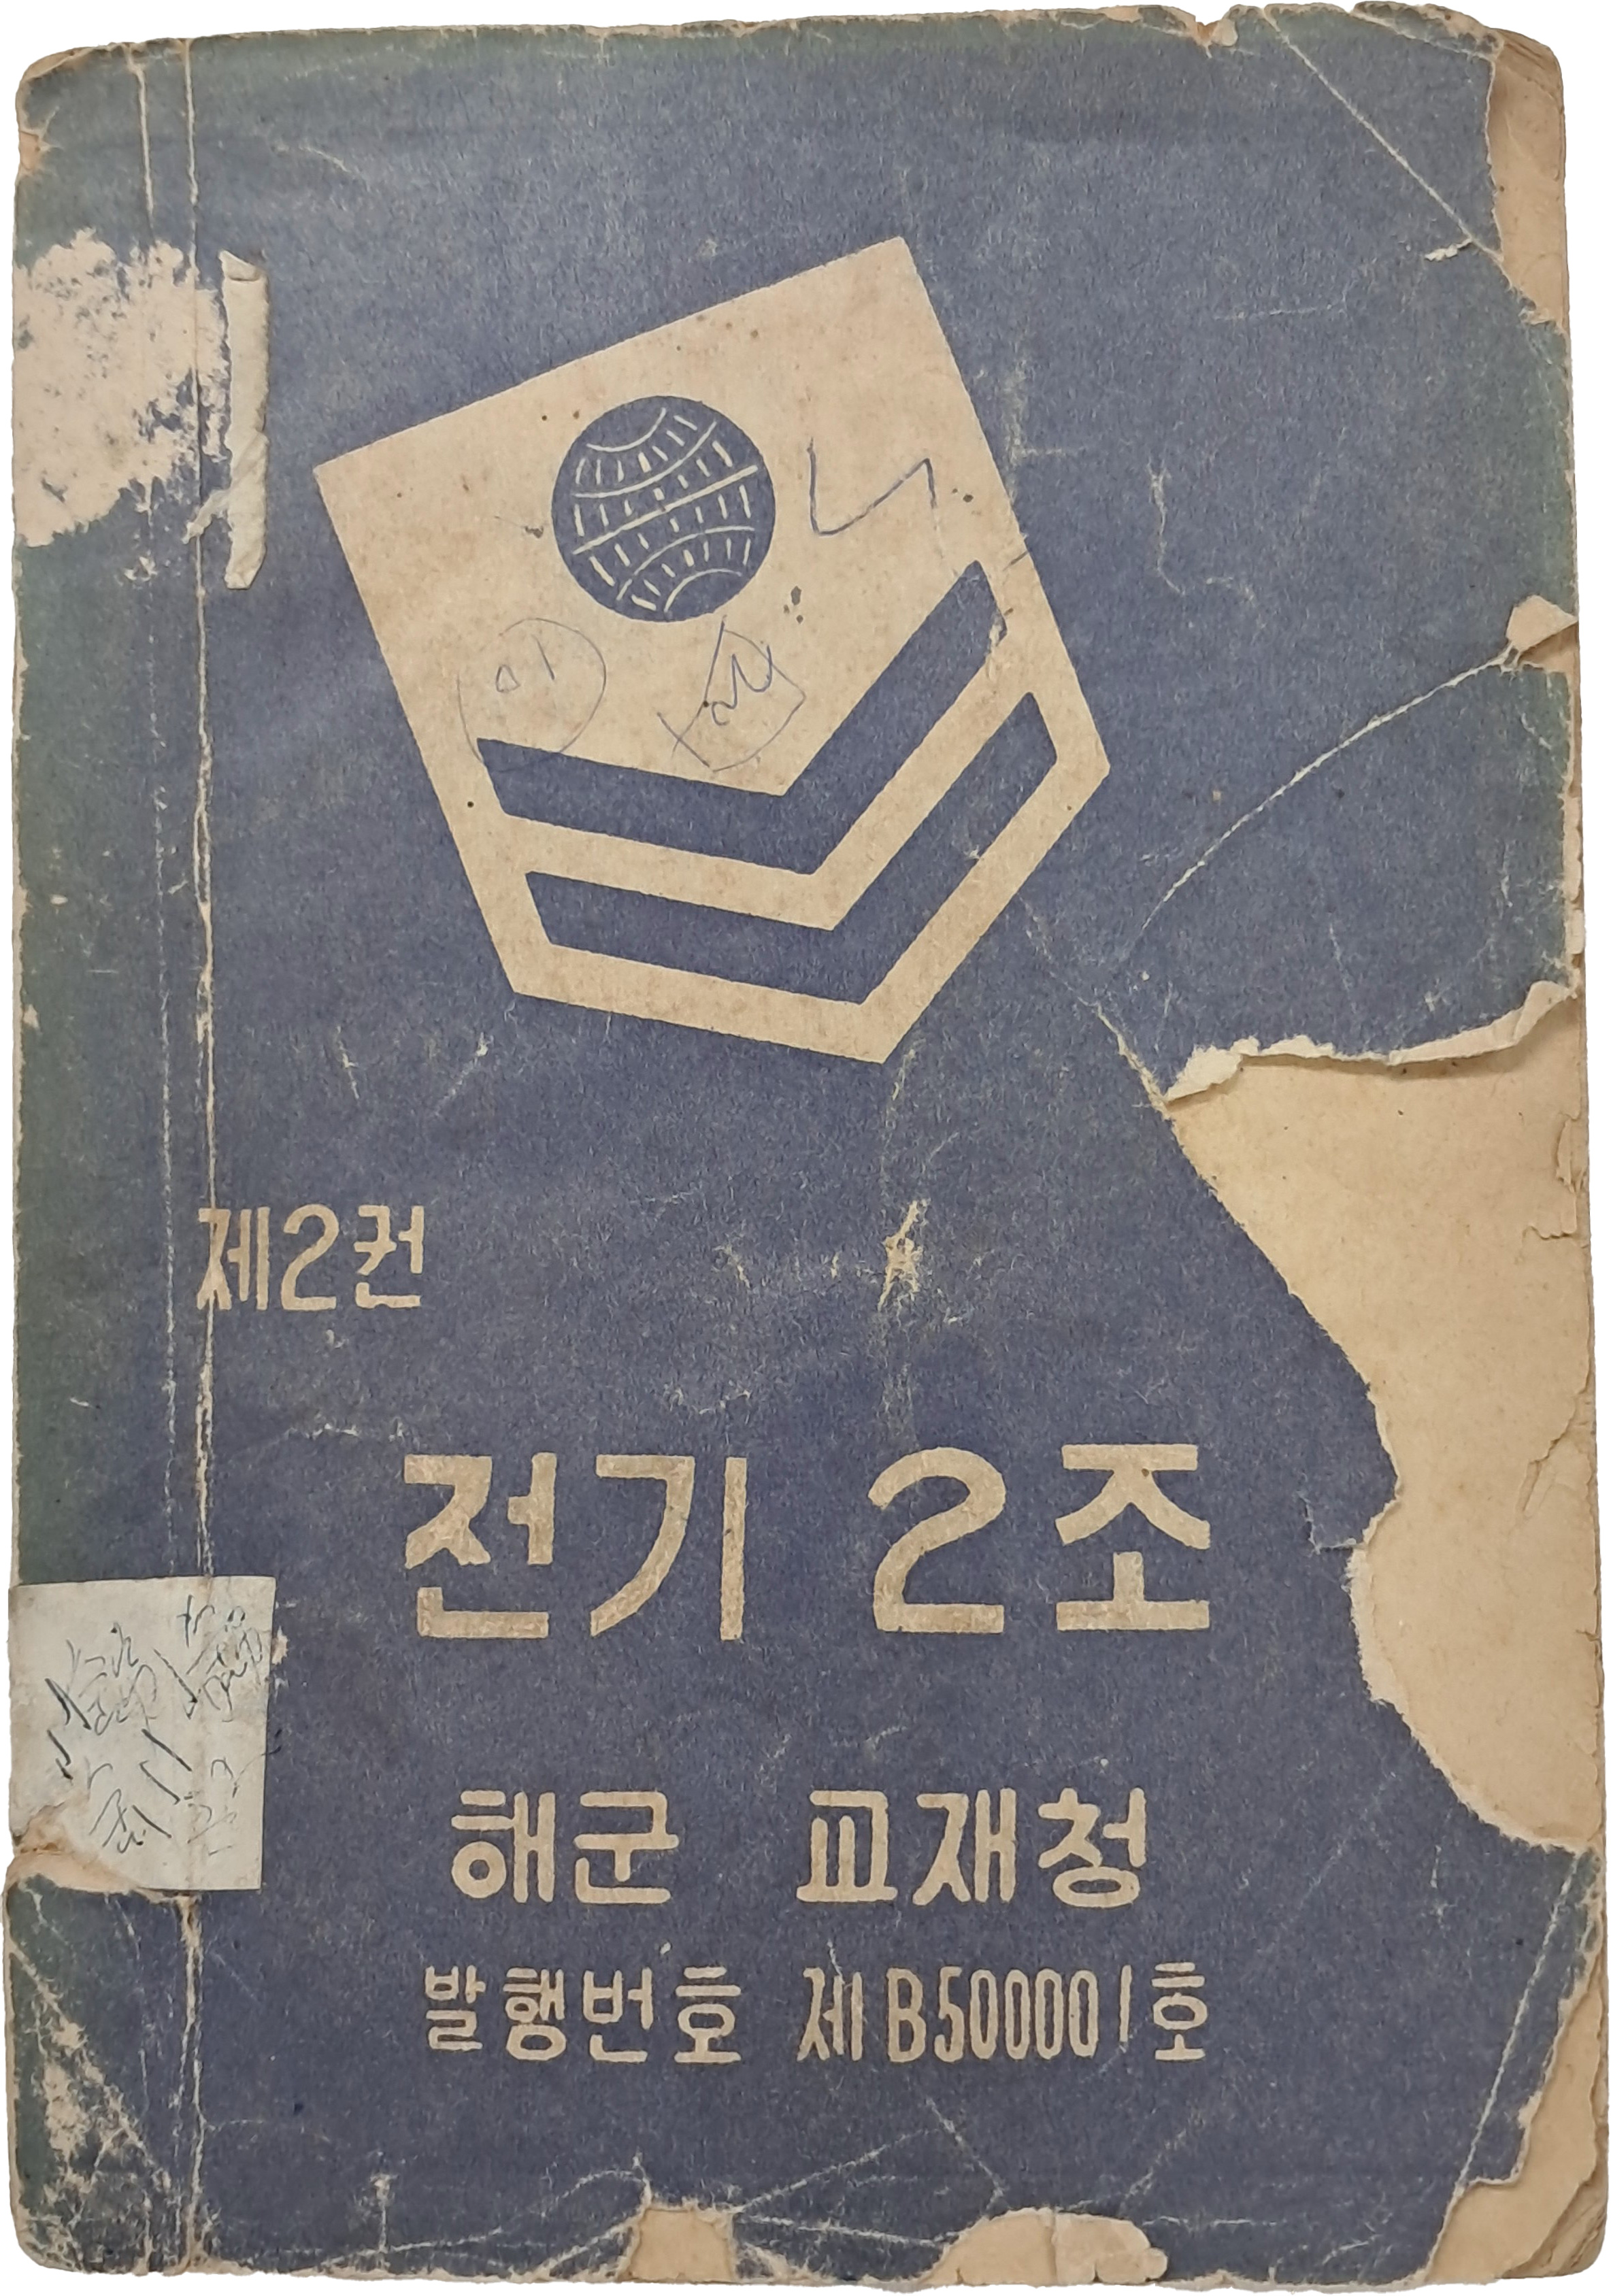 제2권
전기 2조
해군 교재청
발행번호 제B500001호